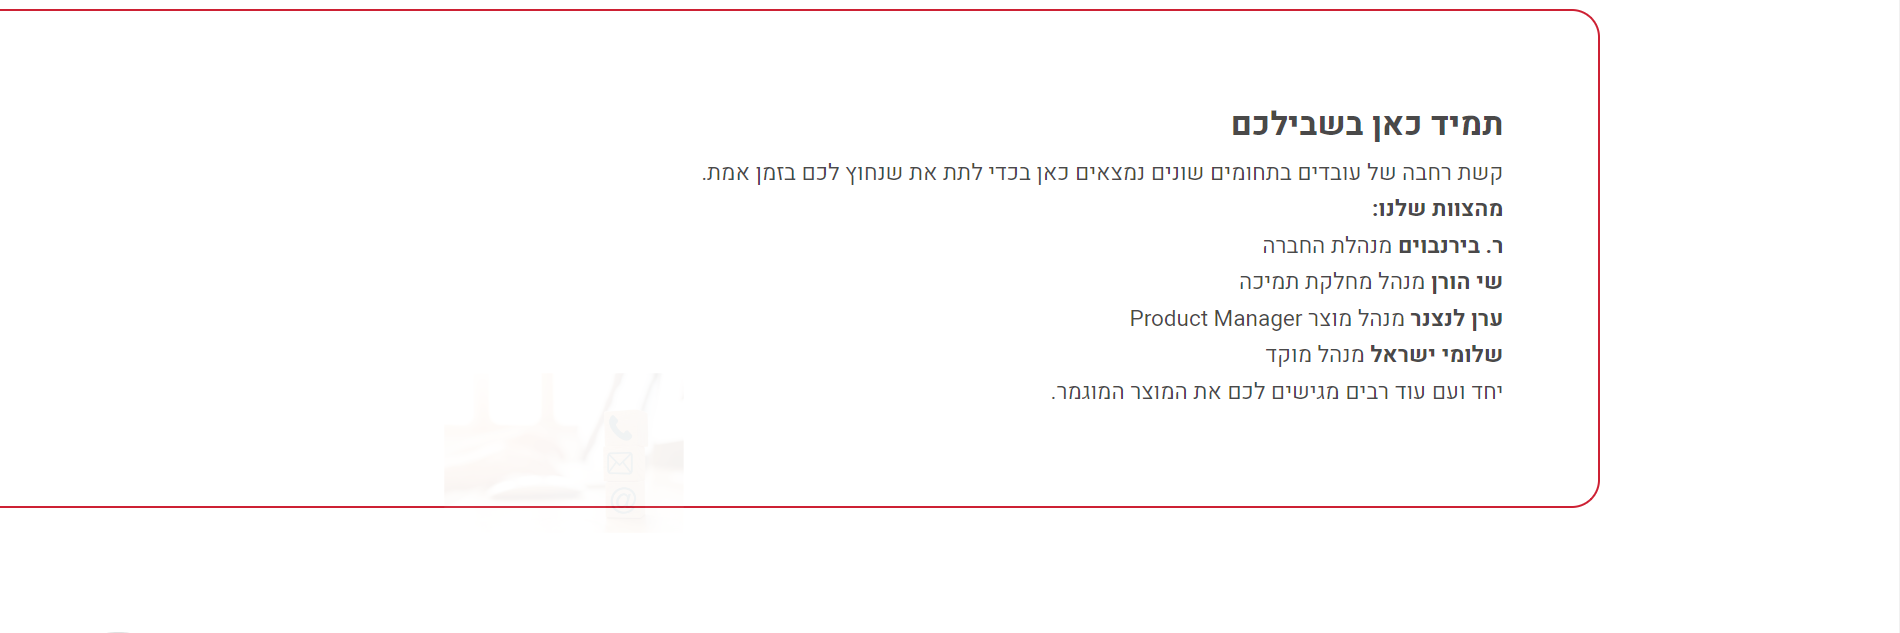 תמיד כאן בשבילכם
קשת רחבה של עובדים בתחומים שונים נמצאים כאן בכדי לתת את שנחוץ לכם בזמן אמת.
מהצוות שלנו:
ר. בירנבוים מנהלת החברה
שי הורן מנהל מחלקת תמיכה
ערן לנצנר מנהל מוצר Product Manager
שלומי ישראל מנהל מוקד
יחד ועם עוד רבים מגישים לכם את המוצר המוגמר.
@